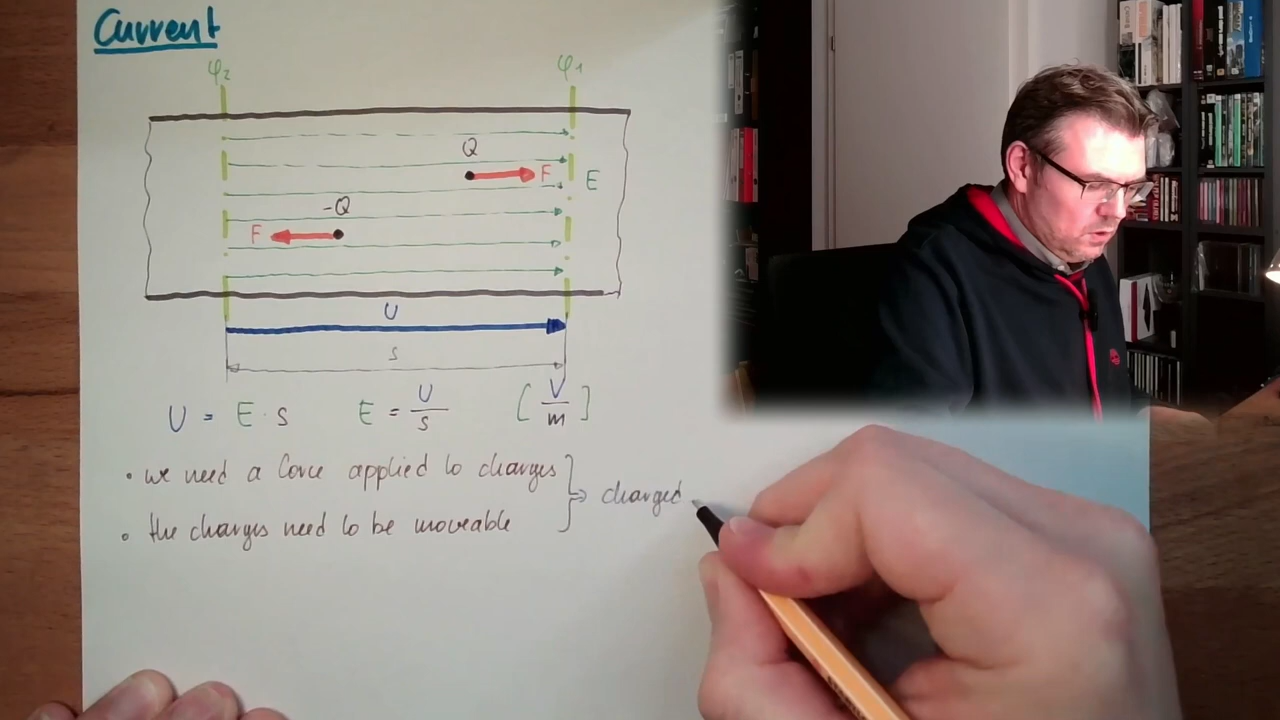 Current
φ2 φ1
Q
F E
-Q
F
U
s
U = E · s E = U/s [V/m]
• we need a force applied to charges
⇒ charged
• the charges need to be moveable